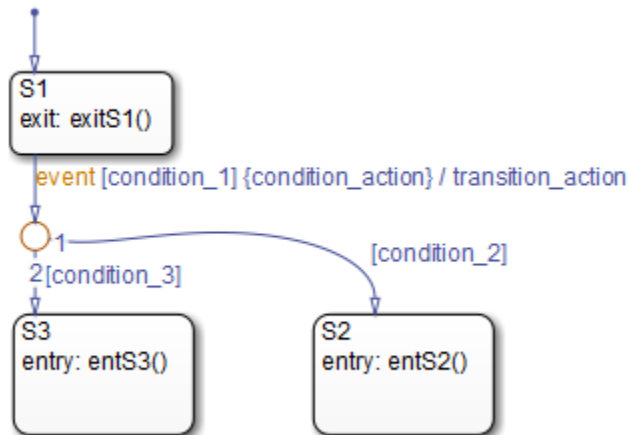 S1
exit: exitS1()
event [condition_1] {condition_action} / transition_action
1
[condition_2]
2 [condition_3]
S3
entry: entS3()
S2
entry: entS2()